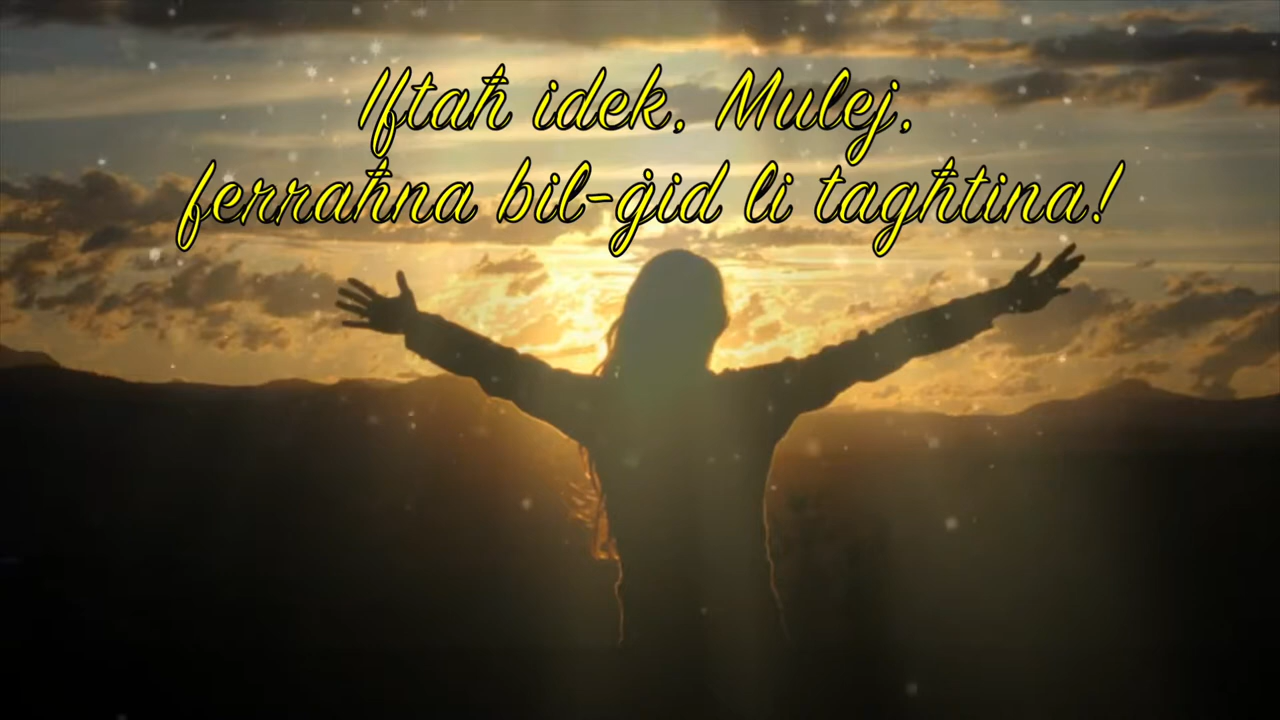 Iftaħ idek, Mulej,
ferraħna bil-ġid li tagħtina!